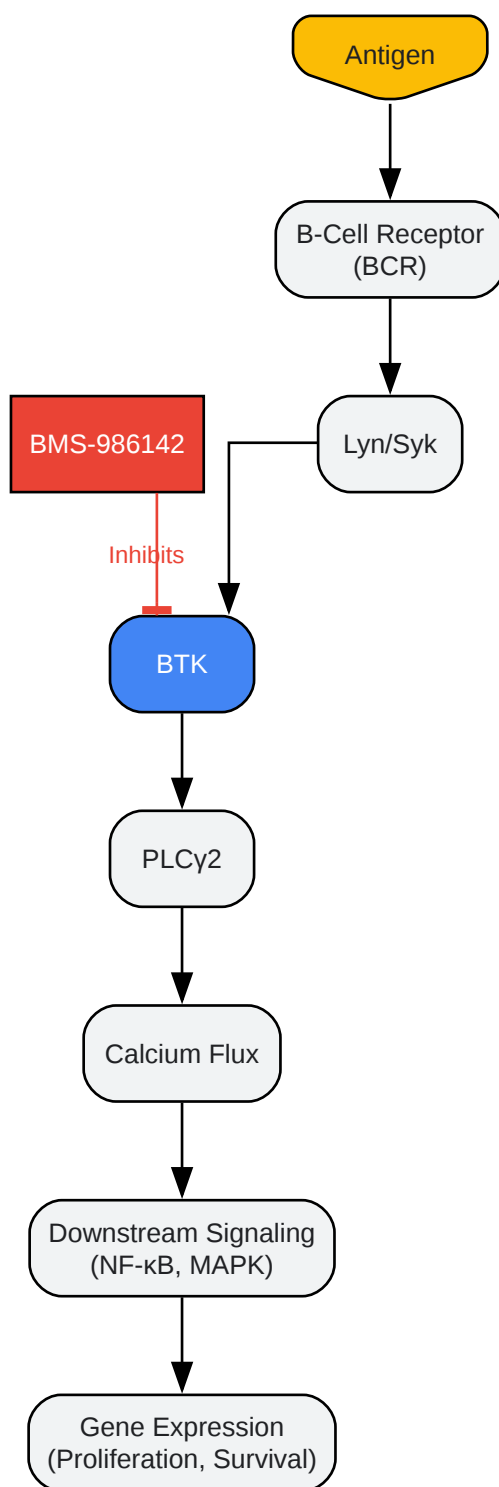 Antigen
B-Cell Receptor
(BCR)
BMS-986142
Lyn/Syk
Inhibits
BTK
PLCγ2
Calcium Flux
Downstream Signaling
(NF-κB, MAPK)
Gene Expression
(Proliferation, Survival)